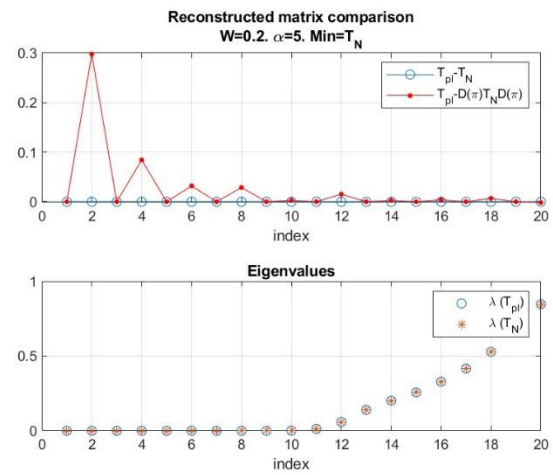 Reconstructed matrix comparison
W=0.2. α=5. Min=T_N
0.3
0.2
0.1
0
T_pl-T_N
T_pl-D(π)T_ND(π)
0 2 4 6 8 10 12 14 16 18 20
index
Eigenvalues
1
0.5
0
λ (T_pl)
λ (T_N)
0 2 4 6 8 10 12 14 16 18 20
index